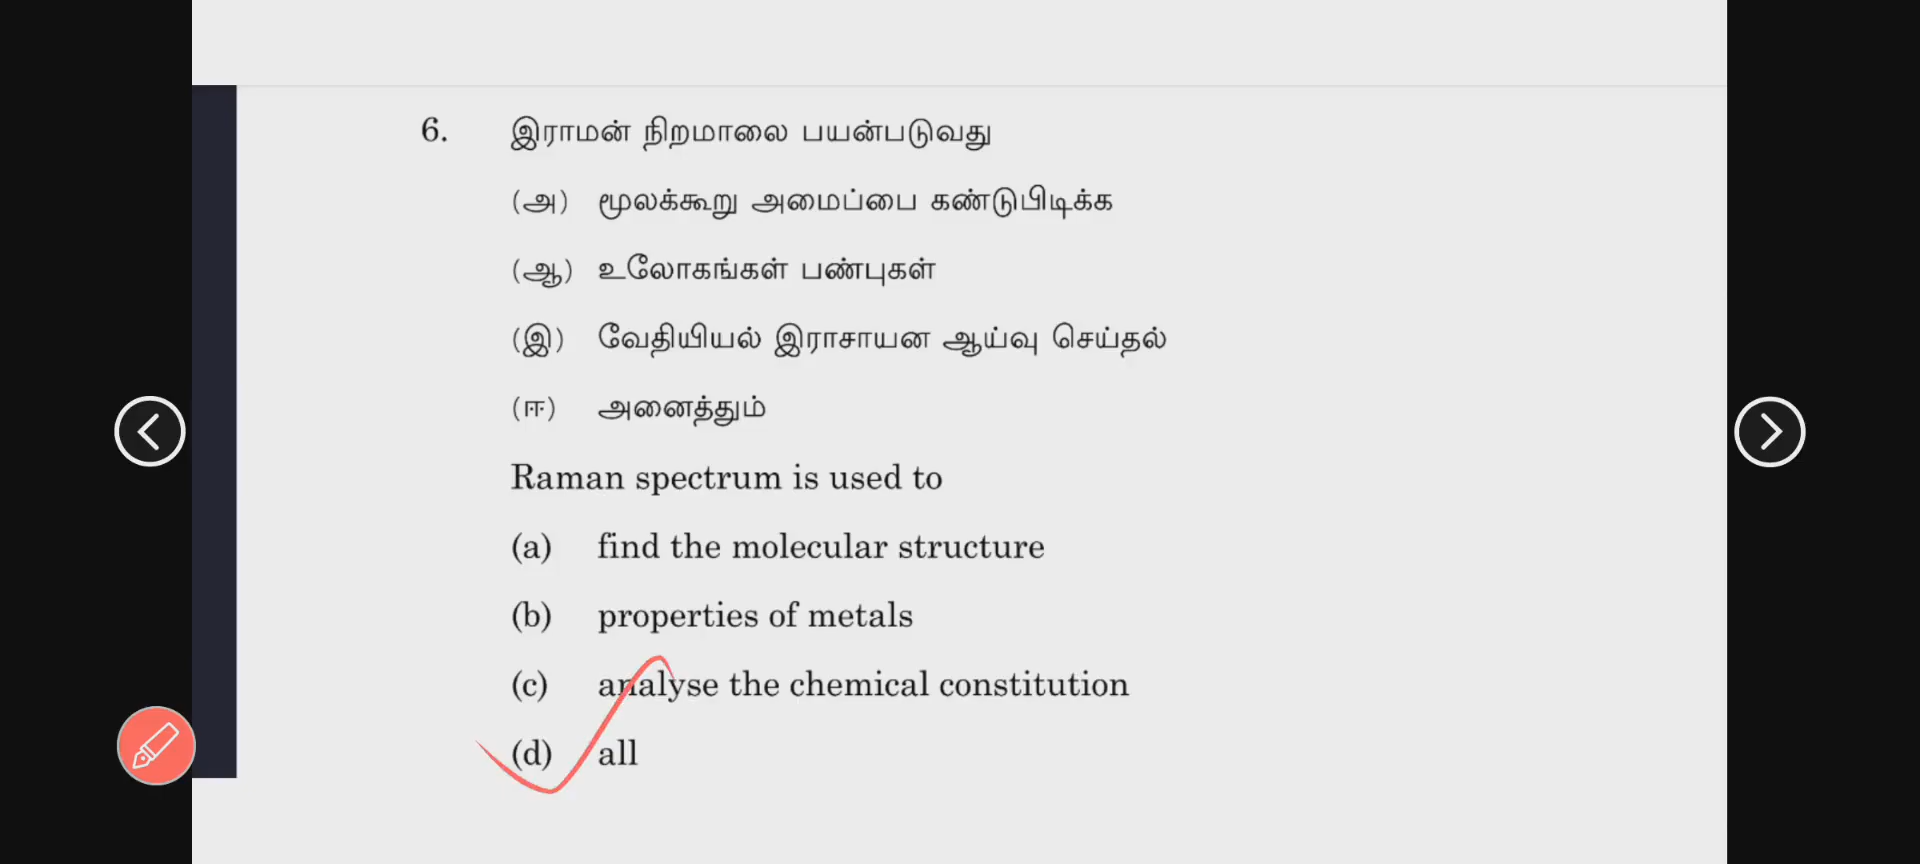 6. இராமன் நிறமாலை பயன்படுவது
(அ) மூலக்கூறு அமைப்பை கண்டுபிடிக்க
(ஆ) உலோகங்கள் பண்புகள்
(இ) வேதியியல் இராசாயன ஆய்வு செய்தல்
(ஈ) அனைத்தும்
Raman spectrum is used to
(a) find the molecular structure
(b) properties of metals
(c) analyse the chemical constitution
(d) all